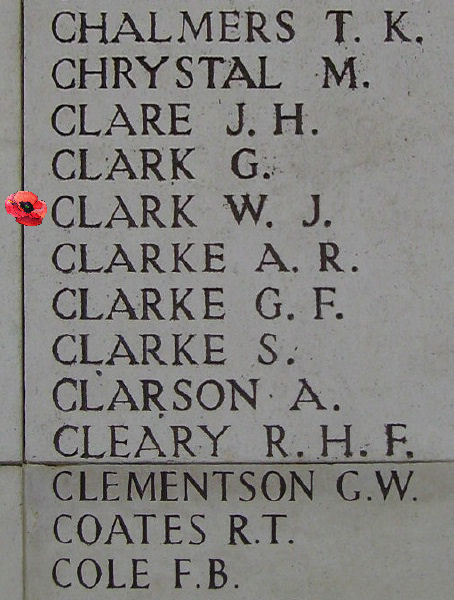 CHALMERS T. K.
CHRYSTAL M.
CLARE J. H.
CLARK G.
CLARK W. J.
CLARKE A. R.
CLARKE G. F.
CLARKE S.
CLARSON A.
CLEARY R. H. F.
CLEMENTSON G.W.
COATES R.T.
COLE F.B.